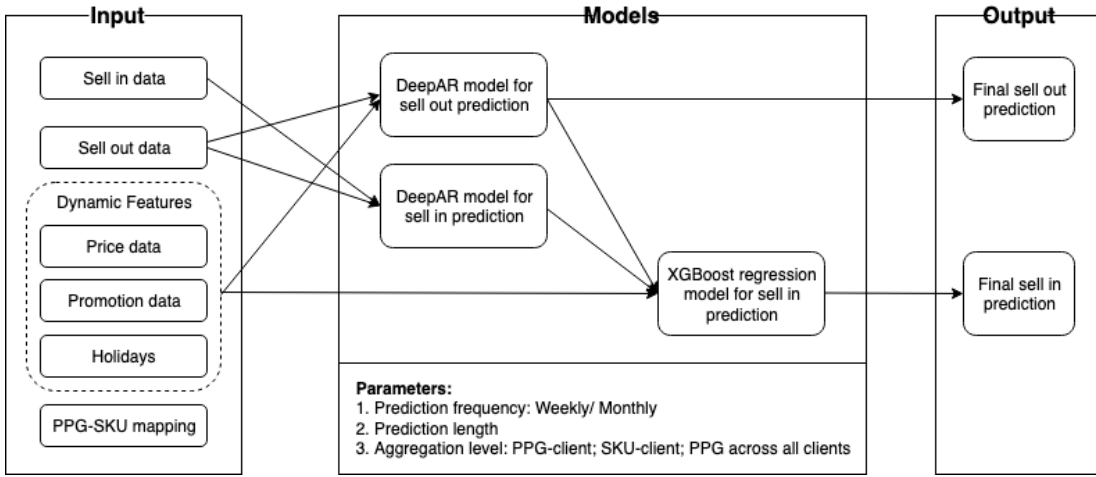 Input
Sell in data
Sell out data
Dynamic Features
Price data
Promotion data
Holidays
PPG-SKU mapping
Models
DeepAR model for
sell out prediction
DeepAR model for
sell in prediction
XGBoost regression
model for sell in
prediction
Parameters:
1. Prediction frequency: Weekly/ Monthly
2. Prediction length
3. Aggregation level: PPG-client; SKU-client; PPG across all clients
Output
Final sell out
prediction
Final sell in
prediction